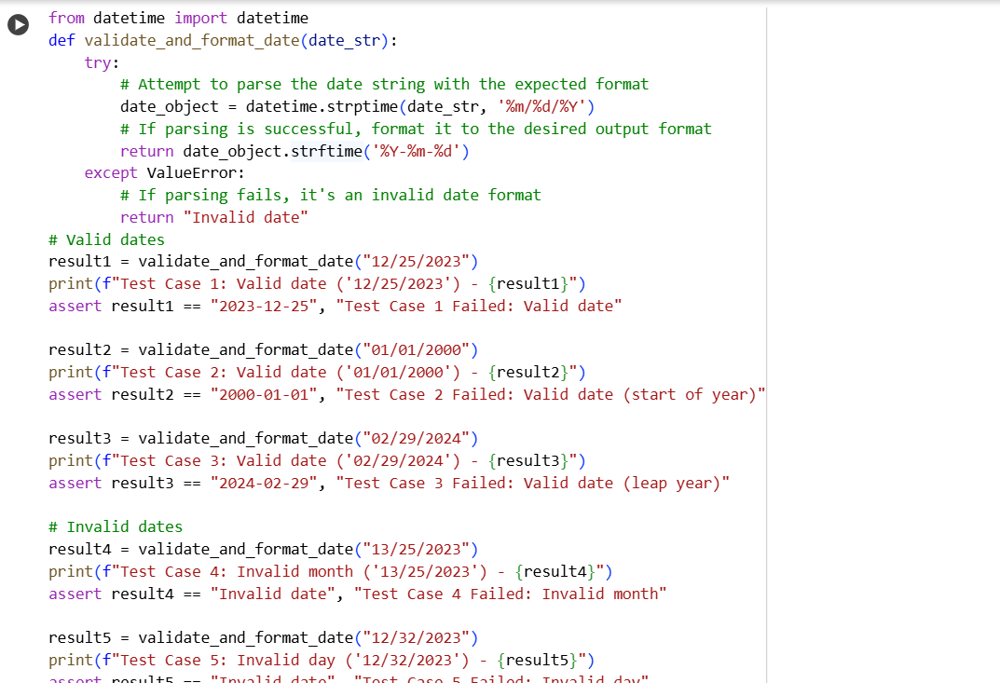 from datetime import datetime
def validate_and_format_date(date_str):
    try:
        # Attempt to parse the date string with the expected format
        date_object = datetime.strptime(date_str, '%m/%d/%Y')
        # If parsing is successful, format it to the desired output format
        return date_object.strftime('%Y-%m-%d')
    except ValueError:
        # If parsing fails, it's an invalid date format
        return "Invalid date"
# Valid dates
result1 = validate_and_format_date("12/25/2023")
print(f"Test Case 1: Valid date ('12/25/2023') - {result1}")
assert result1 == "2023-12-25", "Test Case 1 Failed: Valid date"

result2 = validate_and_format_date("01/01/2000")
print(f"Test Case 2: Valid date ('01/01/2000') - {result2}")
assert result2 == "2000-01-01", "Test Case 2 Failed: Valid date (start of year)"

result3 = validate_and_format_date("02/29/2024")
print(f"Test Case 3: Valid date ('02/29/2024') - {result3}")
assert result3 == "2024-02-29", "Test Case 3 Failed: Valid date (leap year)"

# Invalid dates
result4 = validate_and_format_date("13/25/2023")
print(f"Test Case 4: Invalid month ('13/25/2023') - {result4}")
assert result4 == "Invalid date", "Test Case 4 Failed: Invalid month"

result5 = validate_and_format_date("12/32/2023")
print(f"Test Case 5: Invalid day ('12/32/2023') - {result5}")
assert result5 == "Invalid date", "Test Case 5 Failed: Invalid day"